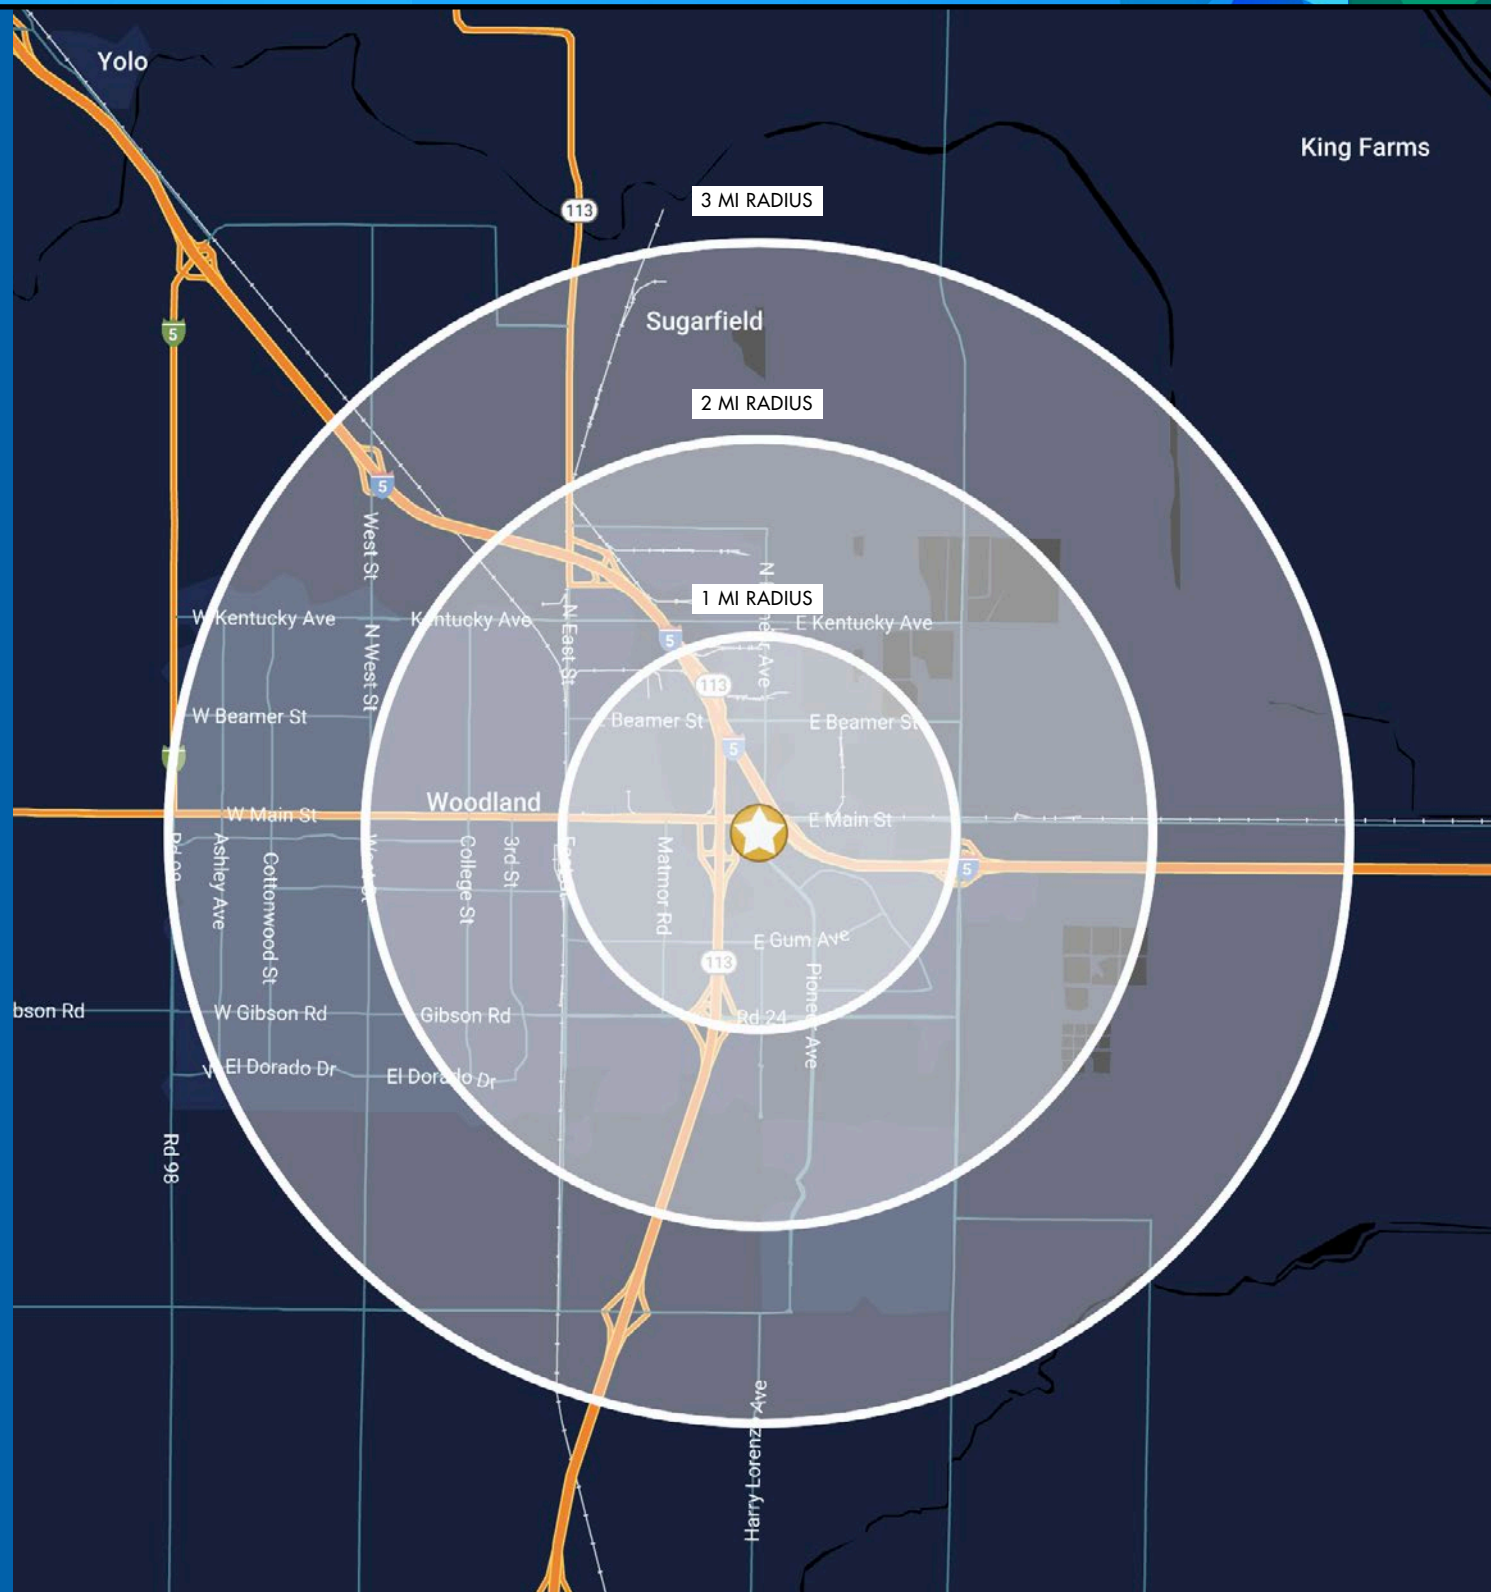 Yolo
King Farms
3 MI RADIUS
113
Sugarfield
5
2 MI RADIUS
5
West St
1 MI RADIUS
W Kentucky Ave
Kentucky Ave
E Kentucky Ave
N West St
N East St
5
113
W Beamer St
E Beamer St
E Beamer St
5
Woodland
W Main St
E Main St
5
Ashley Ave
Cottonwood St
West St
College St
3rd St
Matmor Rd
E Gum Ave
113
Pioneer Ave
bson Rd
W Gibson Rd
Gibson Rd
Rd 24
El Dorado Dr
El Dorado Dr
Rd 98
Harry Lorenzo Ave